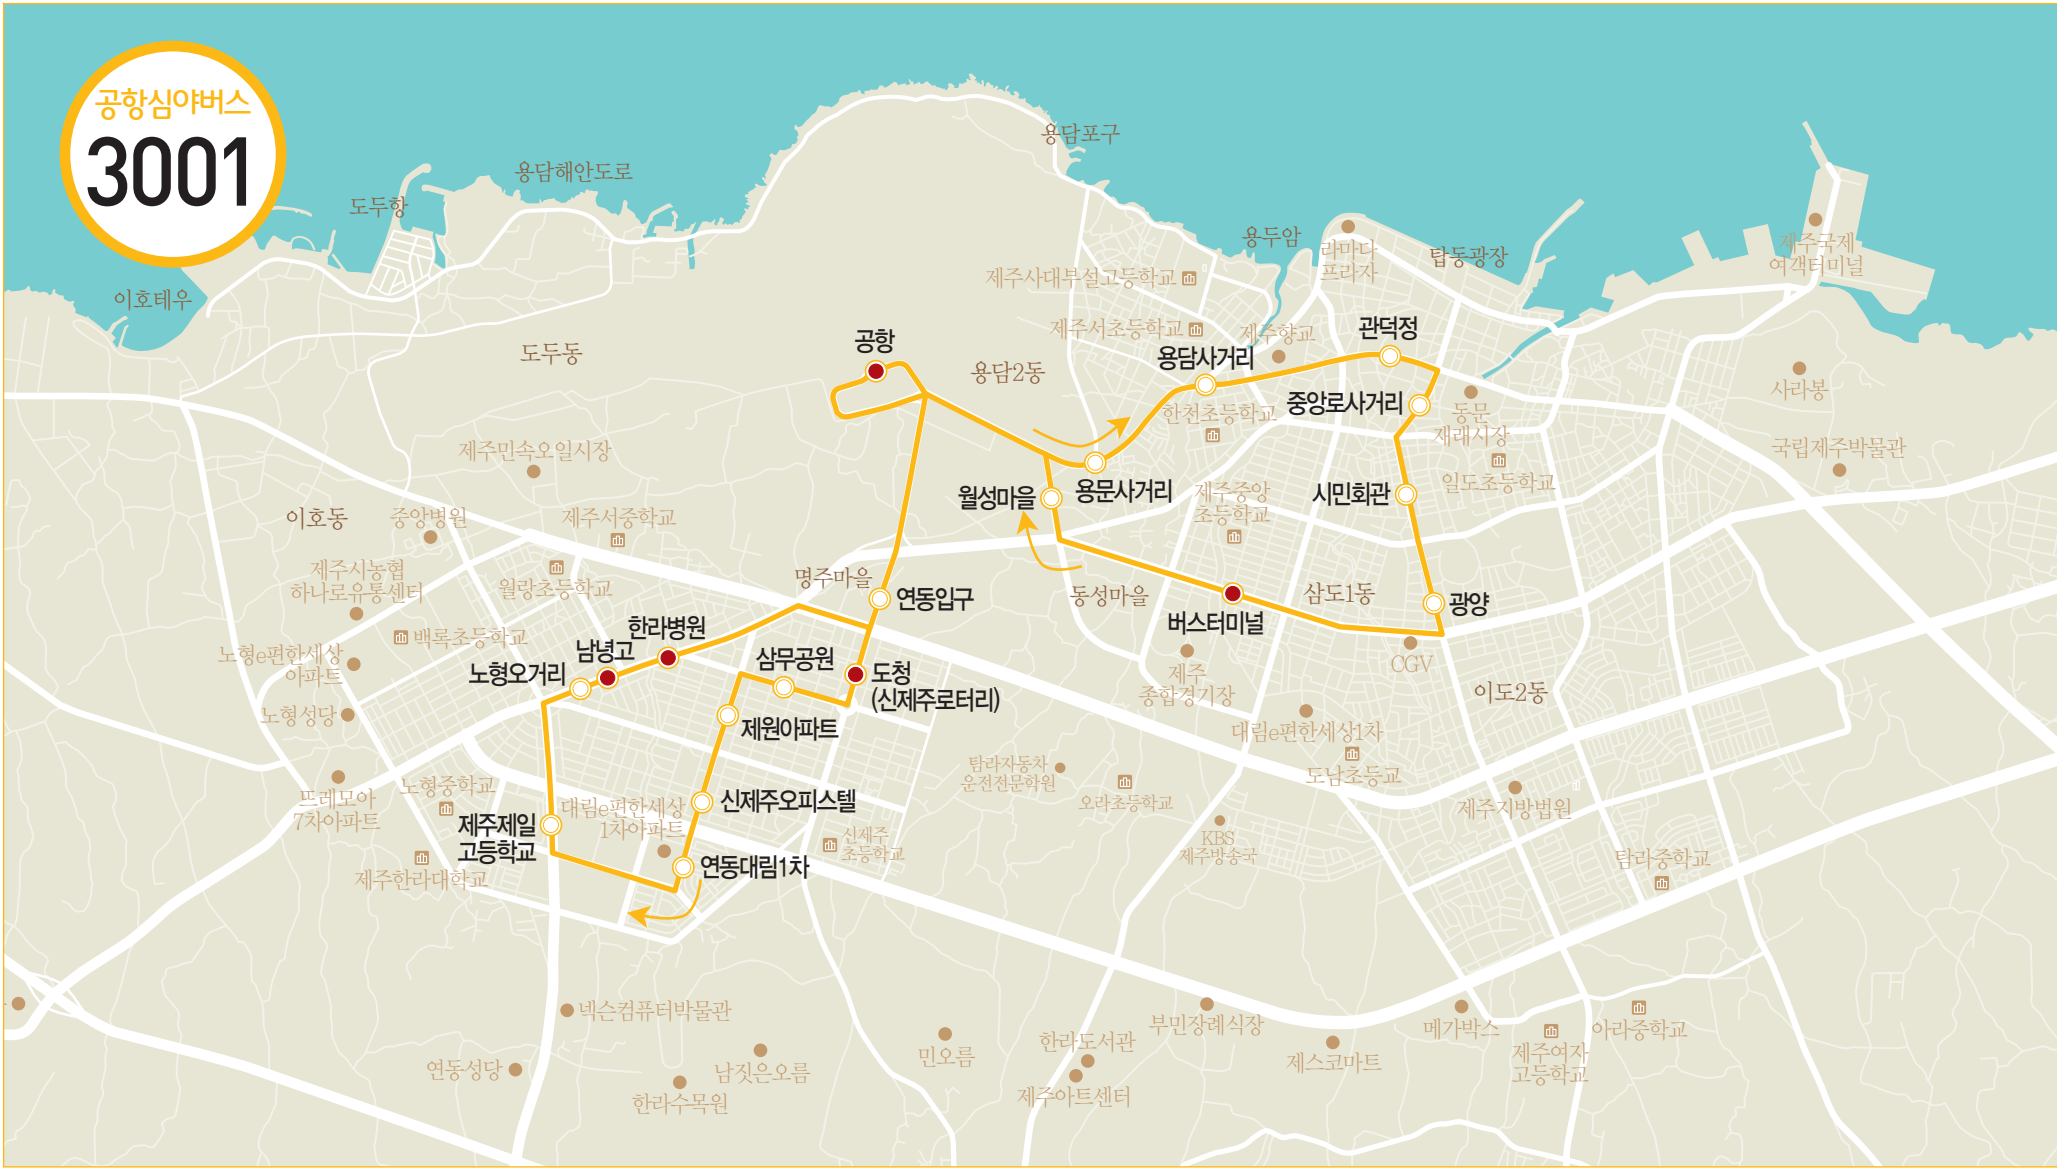 공항심야버스
3001
용담포구
용담해안도로
도두항
이호테우
용두암
라마다
프라자
탑동광장
제주국제
여객터미널
제주사대부설고등학교
제주서초등학교
제주향교
관덕정
공항
용담2동
용담사거리
도두동
사라봉
한천초등학교
중앙로사거리
동문
재래시장
국립제주박물관
제주민속오일시장
일도초등학교
월성마을
용문사거리
제주중앙
초등학교
시민회관
이호동
중앙병원
제주서중학교
제주시농협
하나로유통센터
월랑초등학교
명주마을
연동입구
동성마을
삼도1동
광양
버스터미널
백록초등학교
한라병원
남녕고
노형오거리
노형e편한세상
아파트
삼무공원
도청
(신제주로터리)
CGV
제주
종합경기장
이도2동
노형성당
제원아파트
대림e편한세상1차
도남초등교
탐라자동차
운전전문학원
오라초등학교
제주지방법원
노형중학교
뜨레모아
7차아파트
대림e편한세상
1차아파트
신제주오피스텔
제주제일
고등학교
신제주
초등학교
KBS
제주방송국
탐라중학교
제주한라대학교
연동대림1차
넥슨컴퓨터박물관
부민장례식장
메가박스
아라중학교
한라도서관
민오름
제스코마트
제주여자
고등학교
연동성당
남짓은오름
한라수목원
제주아트센터